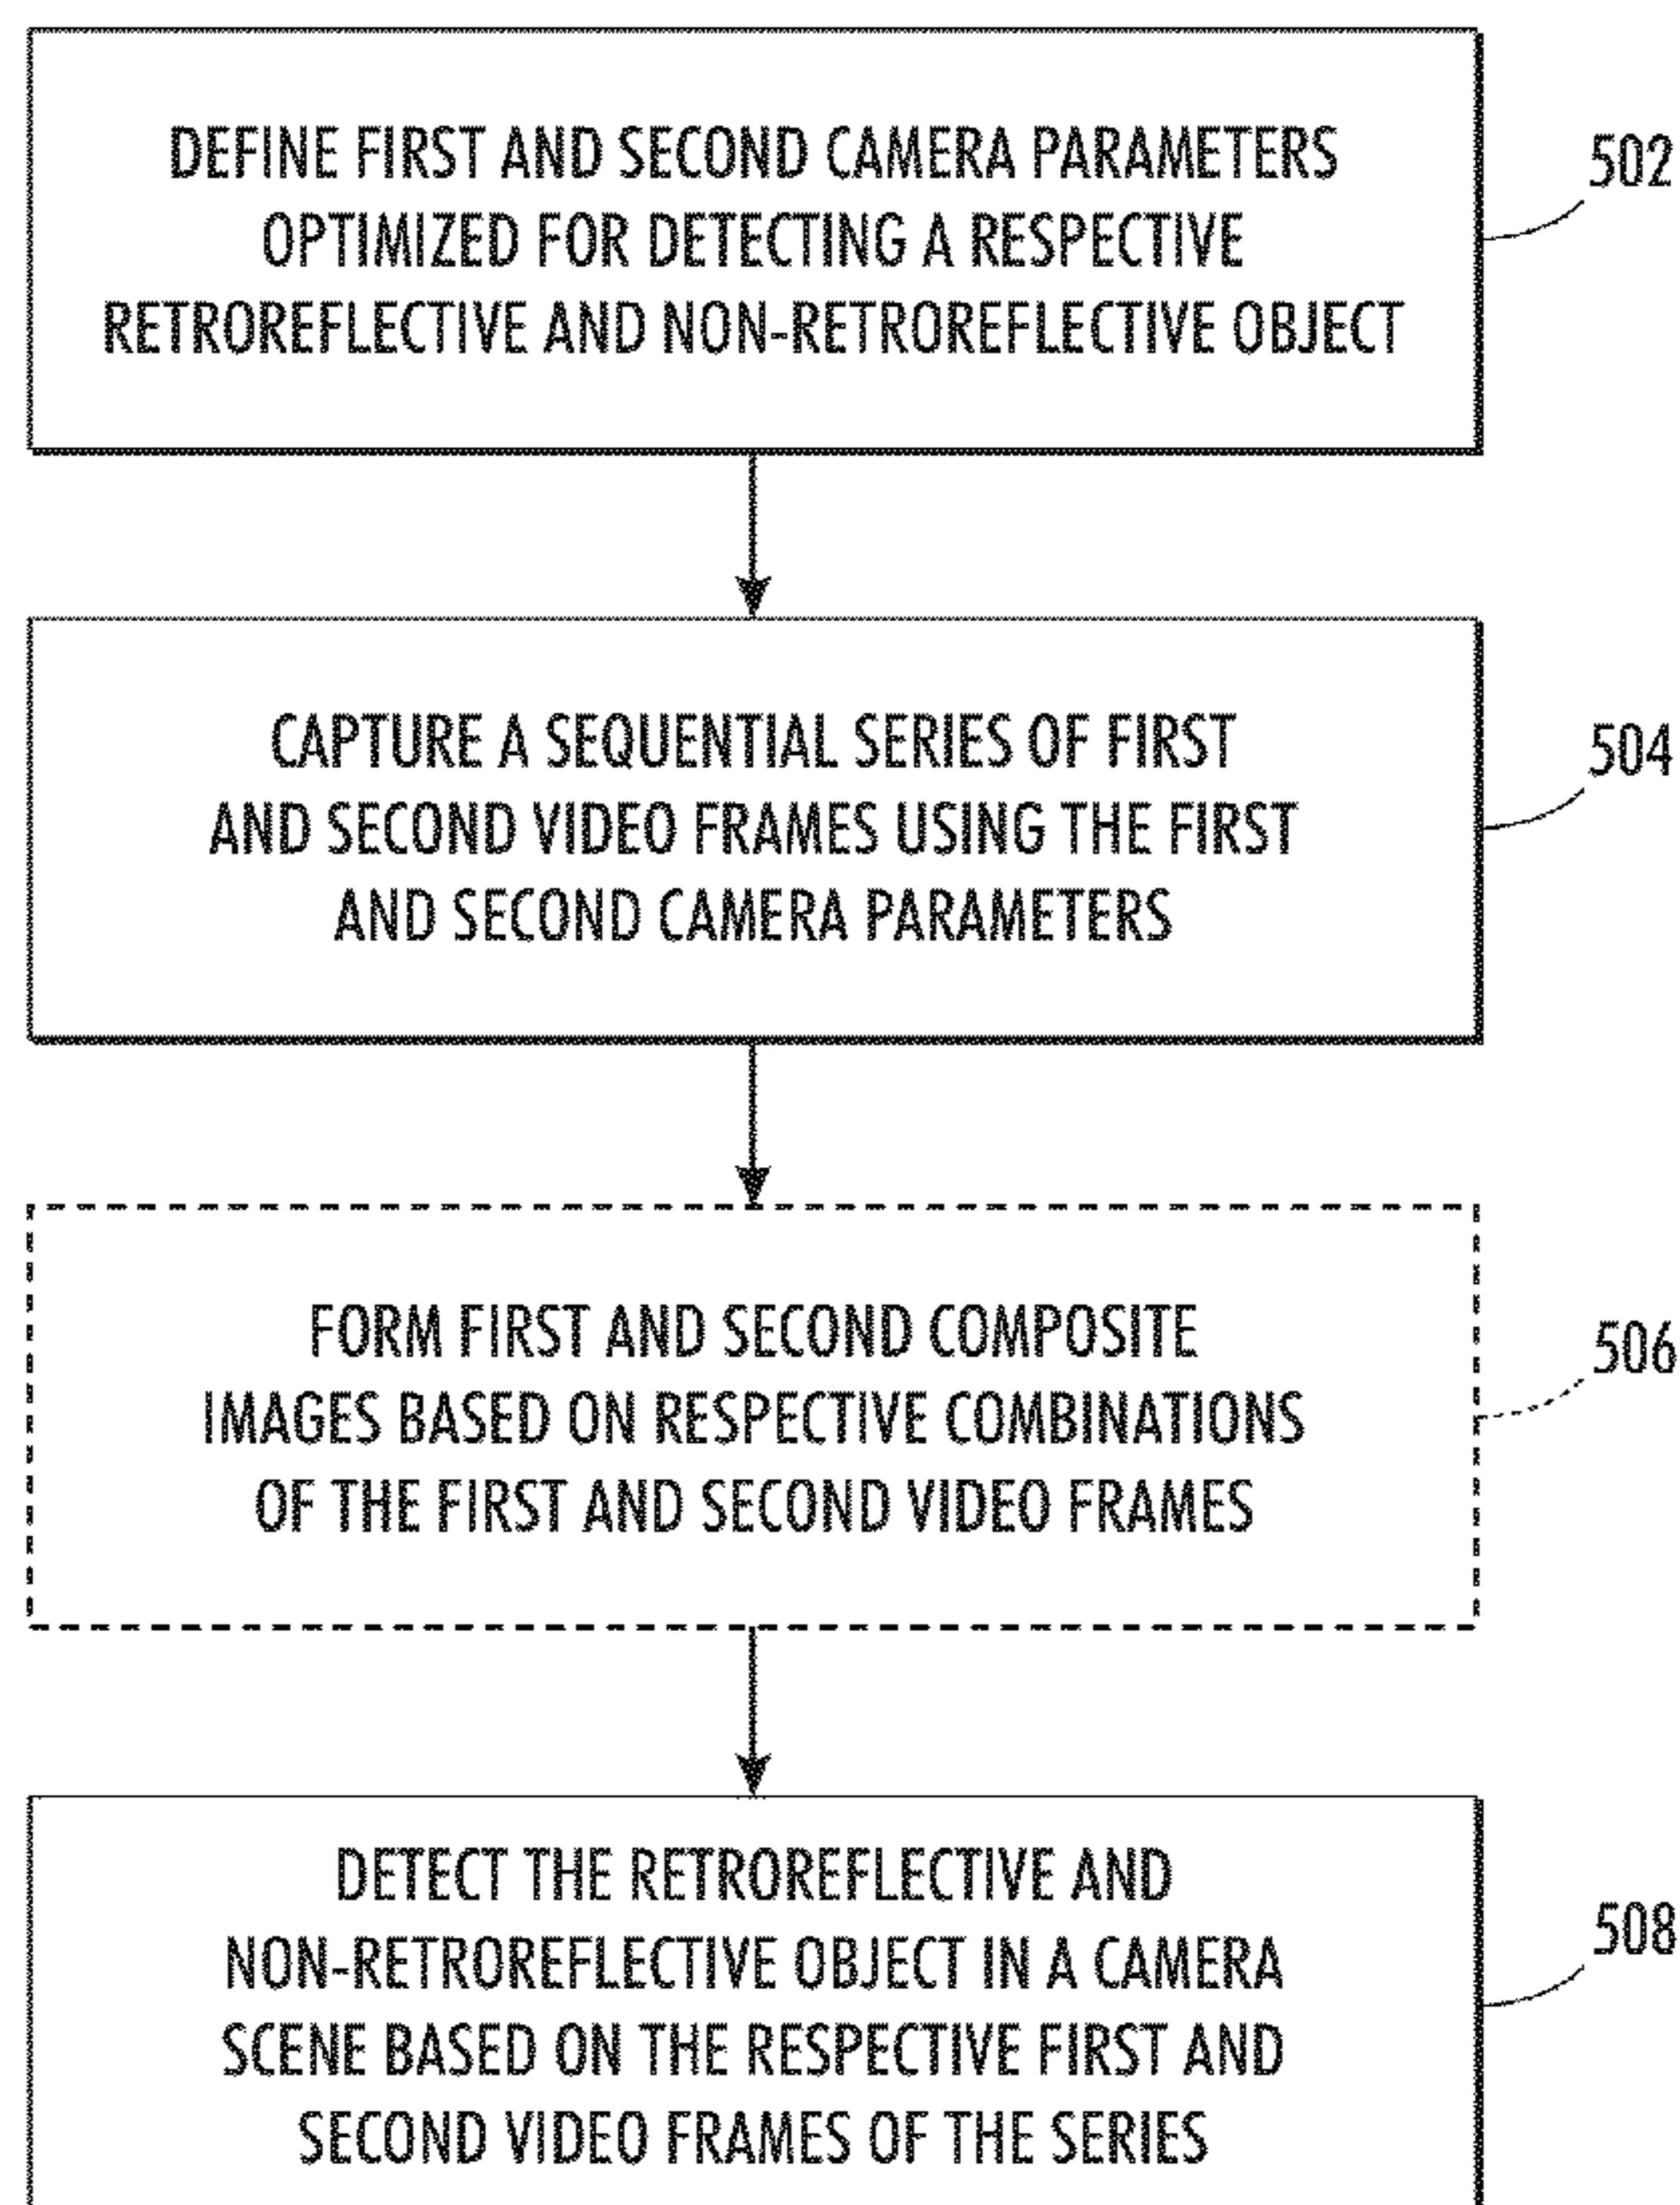 DEFINE FIRST AND SECOND CAMERA PARAMETERS
OPTIMIZED FOR DETECTING A RESPECTIVE
RETROREFLECTIVE AND NON-RETROREFLECTIVE OBJECT
502
CAPTURE A SEQUENTIAL SERIES OF FIRST
AND SECOND VIDEO FRAMES USING THE FIRST
AND SECOND CAMERA PARAMETERS
504
FORM FIRST AND SECOND COMPOSITE
IMAGES BASED ON RESPECTIVE COMBINATIONS
OF THE FIRST AND SECOND VIDEO FRAMES
506
DETECT THE RETROREFLECTIVE AND
NON-RETROREFLECTIVE OBJECT IN A CAMERA
SCENE BASED ON THE RESPECTIVE FIRST AND
SECOND VIDEO FRAMES OF THE SERIES
508